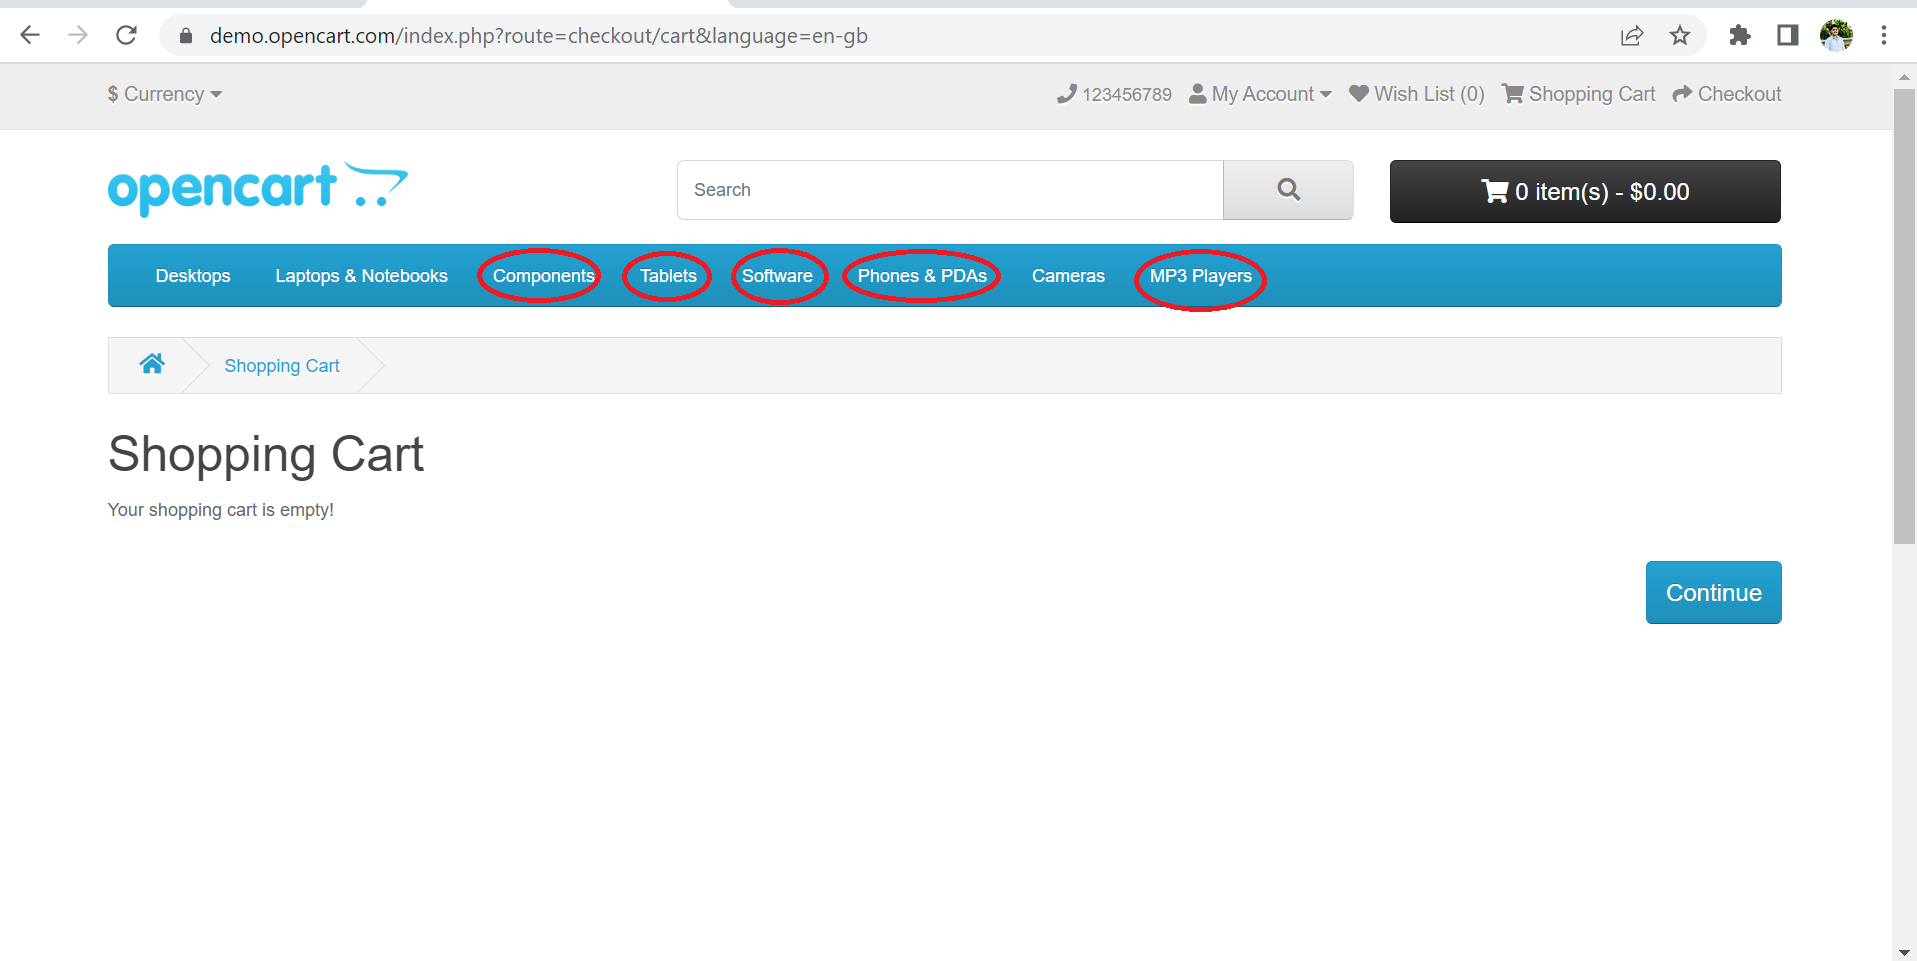 demo.opencart.com/index.php?route=checkout/cart&language=en-gb
$ Currency 123456789 My Account Wish List (0) Shopping Cart Checkout
opencart Search 0 item(s) - $0.00
Desktops Laptops & Notebooks Components Tablets Software Phones & PDAs Cameras MP3 Players
Shopping Cart
Shopping Cart
Your shopping cart is empty!
Continue